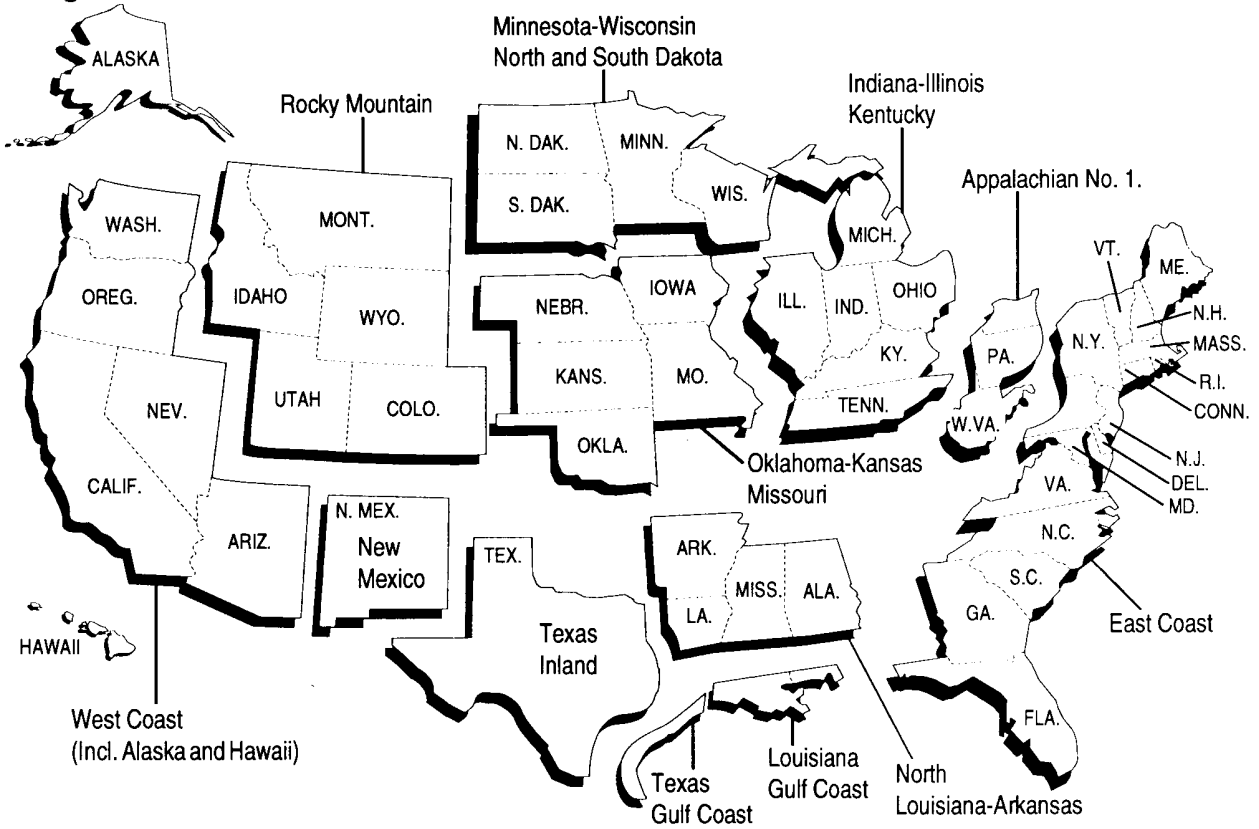 ALASKA
Minnesota-Wisconsin
North and South Dakota
Rocky Mountain
Indiana-Illinois
Kentucky
Appalachian No. 1.
N. DAK.
MINN.
S. DAK.
WIS.
WASH.
MONT.
MICH.
VT.
ME.
OREG.
IDAHO
WYO.
NEBR.
IOWA
ILL.
IND.
OHIO
N.H.
N.Y.
MASS.
PA.
KY.
KANS.
MO.
R.I.
NEV.
UTAH
COLO.
TENN.
CONN.
W.VA.
OKLA.
N.J.
Oklahoma-Kansas
Missouri
DEL.
MD.
VA.
CALIF.
N. MEX.
New
Mexico
ARIZ.
TEX.
ARK.
N.C.
MISS.
ALA.
S.C.
LA.
GA.
East Coast
HAWAII
Texas
Inland
FLA.
West Coast
(Incl. Alaska and Hawaii)
Texas
Gulf Coast
Louisiana
Gulf Coast
North
Louisiana-Arkansas